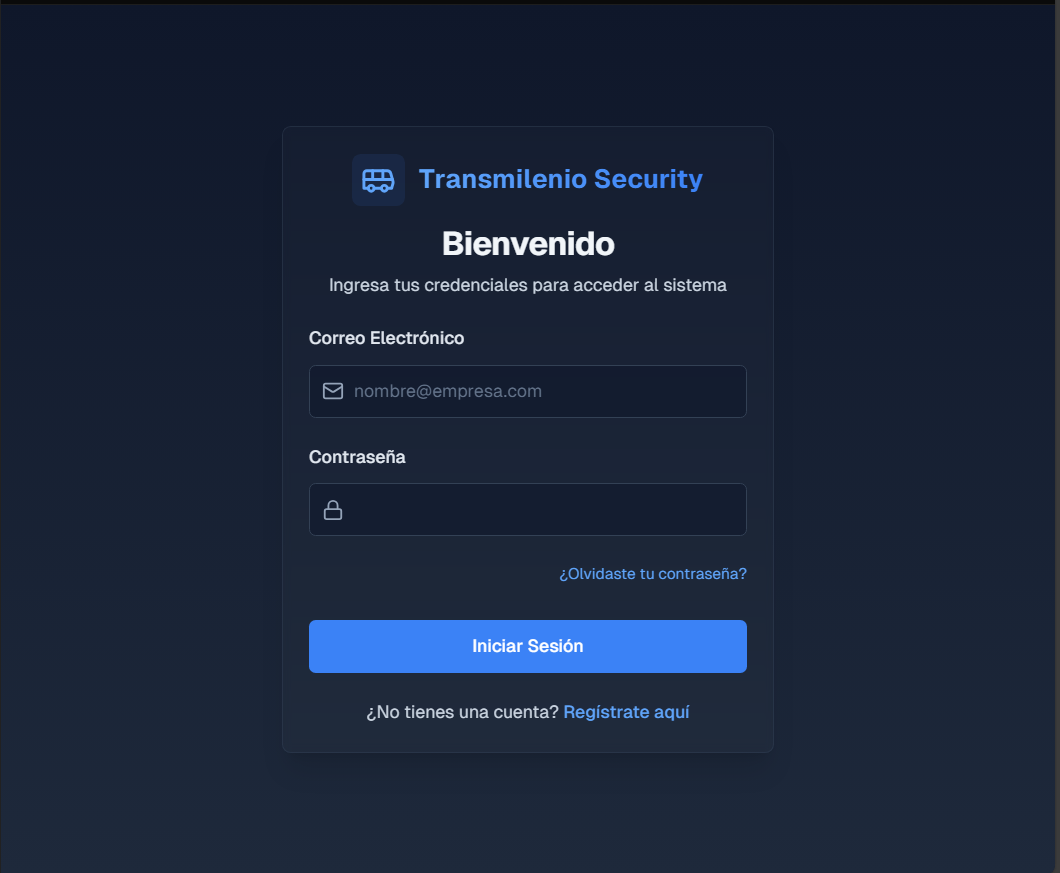 Transmilenio Security
Bienvenido
Ingresa tus credenciales para acceder al sistema
Correo Electrónico
nombre@empresa.com
Contraseña
¿Olvidaste tu contraseña?
Iniciar Sesión
¿No tienes una cuenta? Regístrate aquí